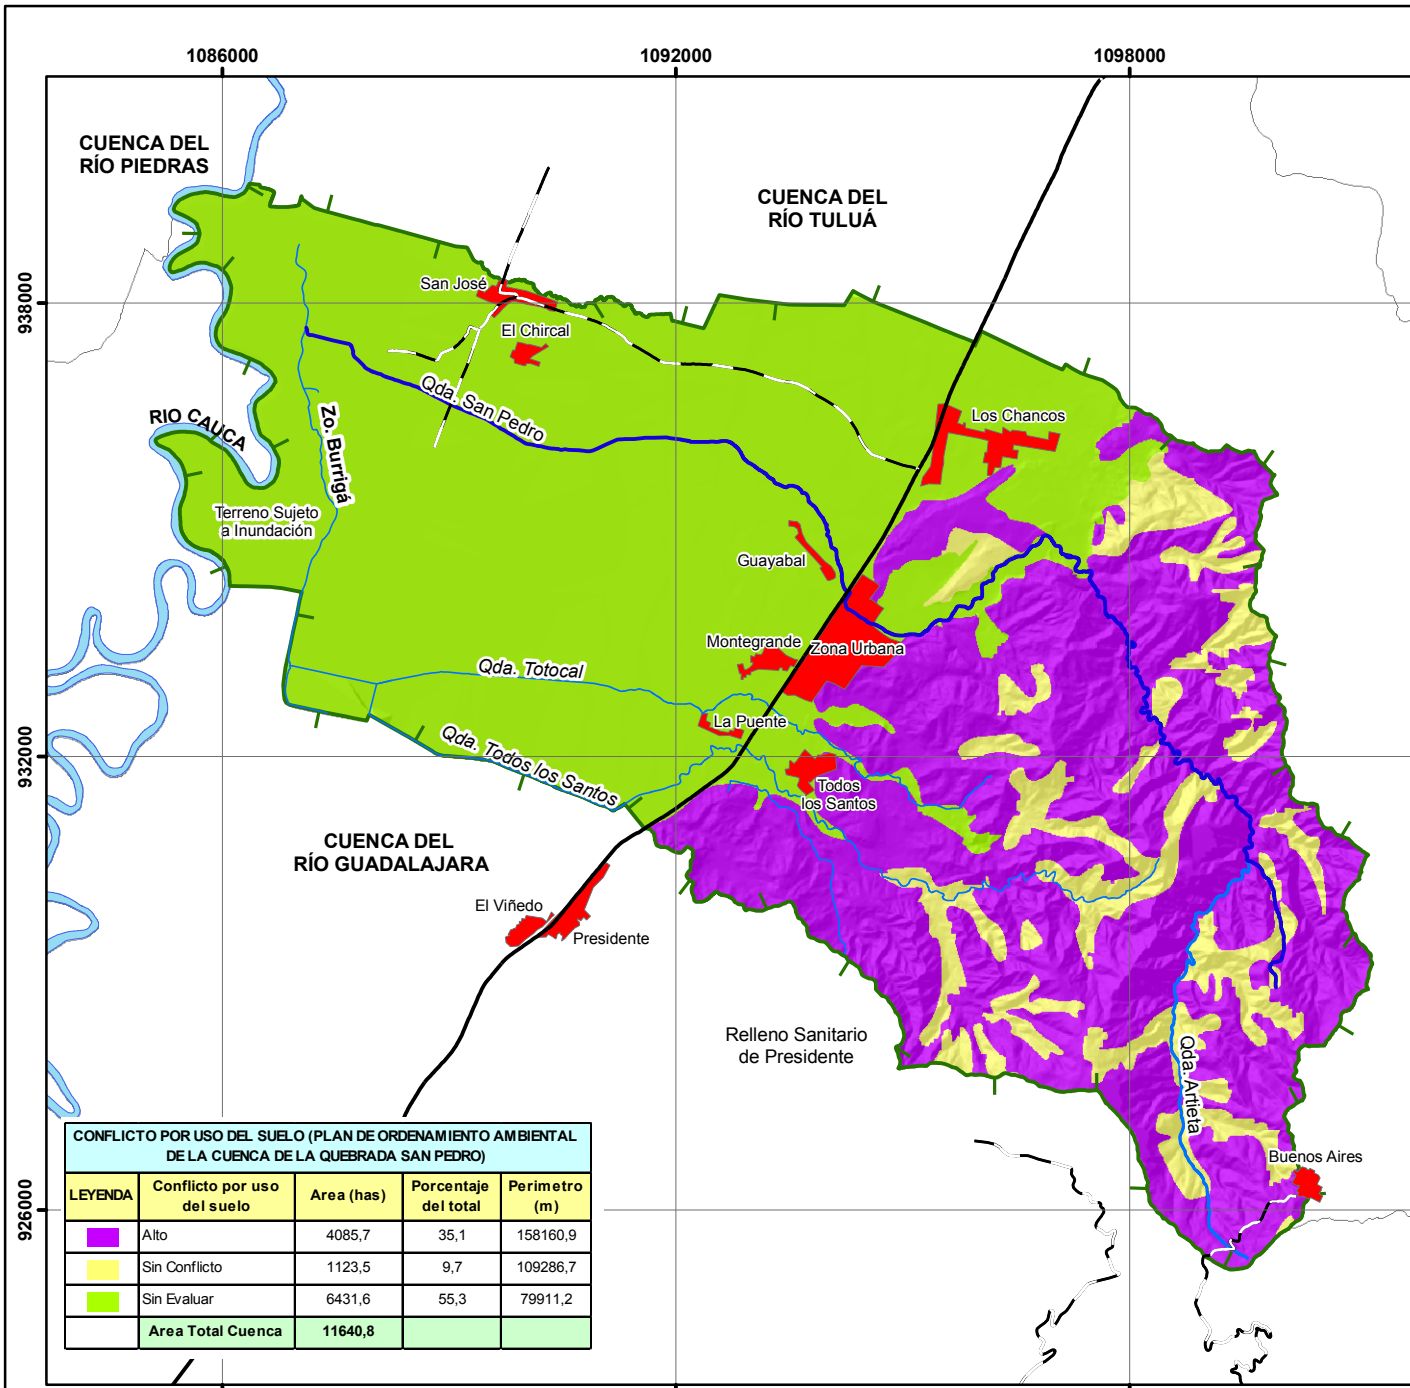 1086000
1092000
1098000
CUENCA DEL
RÍO PIEDRAS
CUENCA DEL
RÍO TULUÁ
938000
San José
El Chircal
Qda. San Pedro
RIO CAUCA
Zo. Burrigá
Los Chancos
Terreno Sujeto
a Inundación
Guayabal
Montegrande
Zona Urbana
Qda. Totocal
La Puente
932000
Qda. Todos los Santos
Todos
los Santos
CUENCA DEL
RÍO GUADALAJARA
El Viñedo
Presidente
Relleno Sanitario
de Presidente
Qda. Artieta
Buenos Aires
926000
CONFLICTO POR USO DEL SUELO (PLAN DE ORDENAMIENTO AMBIENTAL
DE LA CUENCA DE LA QUEBRADA SAN PEDRO)
LEYENDA
Conflicto por uso
del suelo
Area (has)
Porcentaje
del total
Perimetro
(m)
Alto 4085,7 35,1 158160,9
Sin Conflicto 1123,5 9,7 109286,7
Sin Evaluar 6431,6 55,3 79911,2
Area Total Cuenca 11640,8